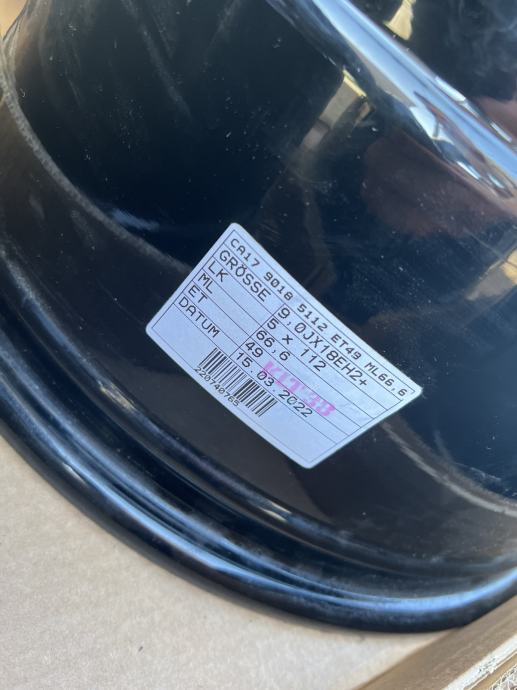 CA17 9018 5112 ET49 ML66,6
GRÖSSE 9,0JX18EH2+
LK 5 × 112
ML 66,6
ET 49
DATUM 15.03.2022
220740765